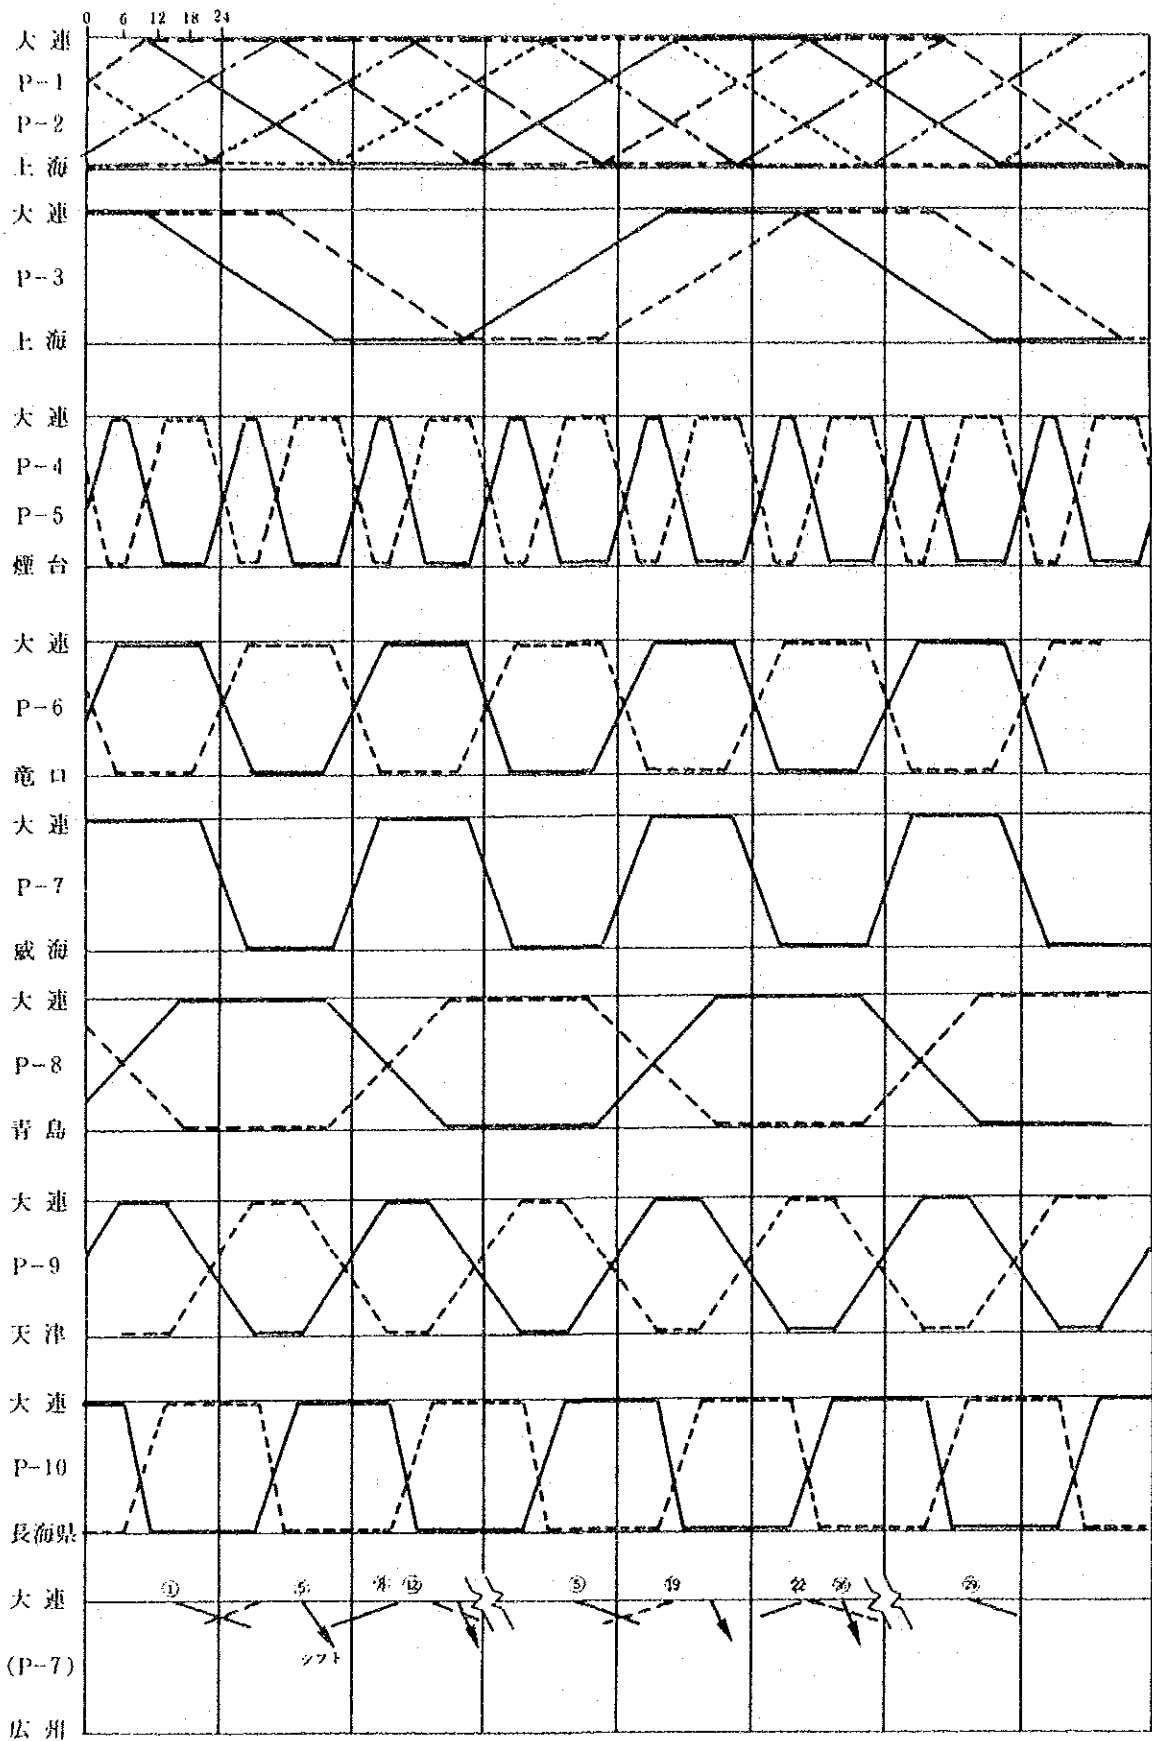 0 6 12 18 24
大連
P-1
P-2
上海
大連
P-3
上海
大連
P-4
P-5
煙台
大連
P-6
竜口
大連
P-7
威海
大連
P-8
青島
大連
P-9
天津
大連
P-10
長海県
① ⑤ ⑫ ⑤ 19 22 ㉙
大連
シフト
(P-7)
広州